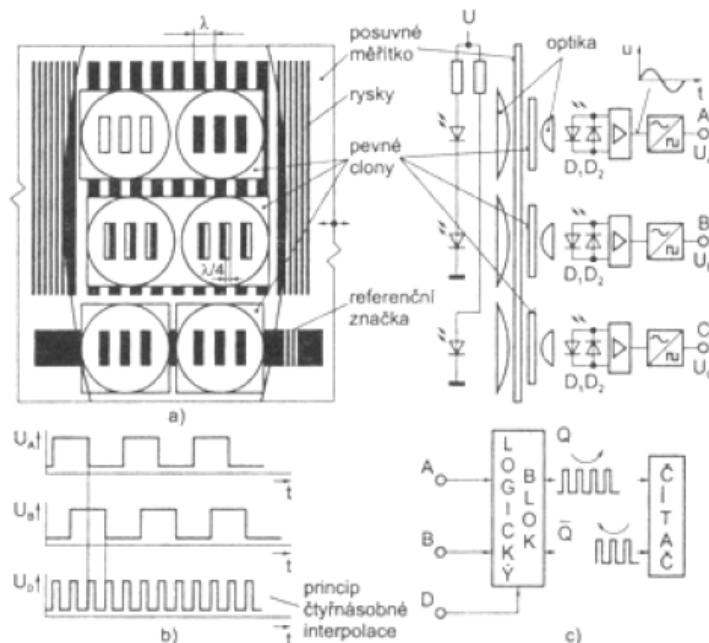 λ
posuvné
měřítko
rysky
pevné
clony
λ/4
referenční
značka
a)
U
optika
u
t
A
D₁D₂
B
D₁D₂
C
D₁D₂
U_A
t
U_B
t
U_D
t
princip
čtyřnásobné
interpolace
b)
A
B
D
LOGICKÝ
BLOK
Q
Q̅
ČÍTAČ
c)